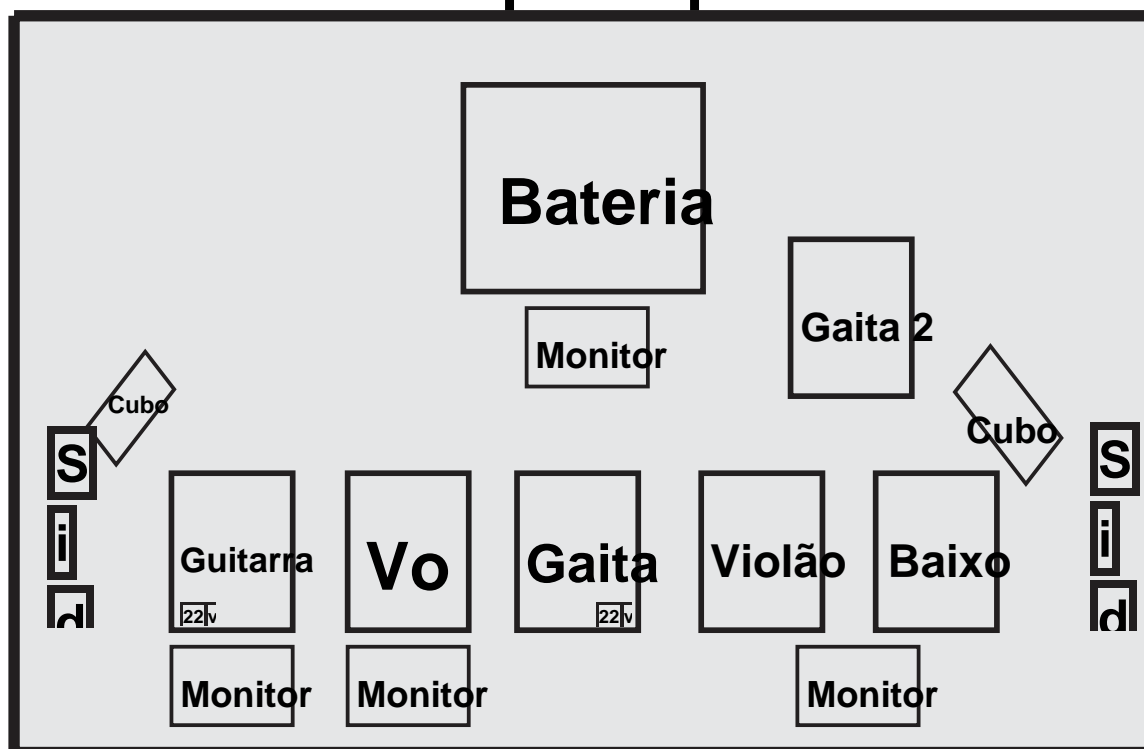 Bateria
Gaita 2
Monitor
Cubo
Cubo
S
i
d
S
i
d
Guitarra
22v
Vo
Gaita
22v
Violão
Baixo
Monitor
Monitor
Monitor